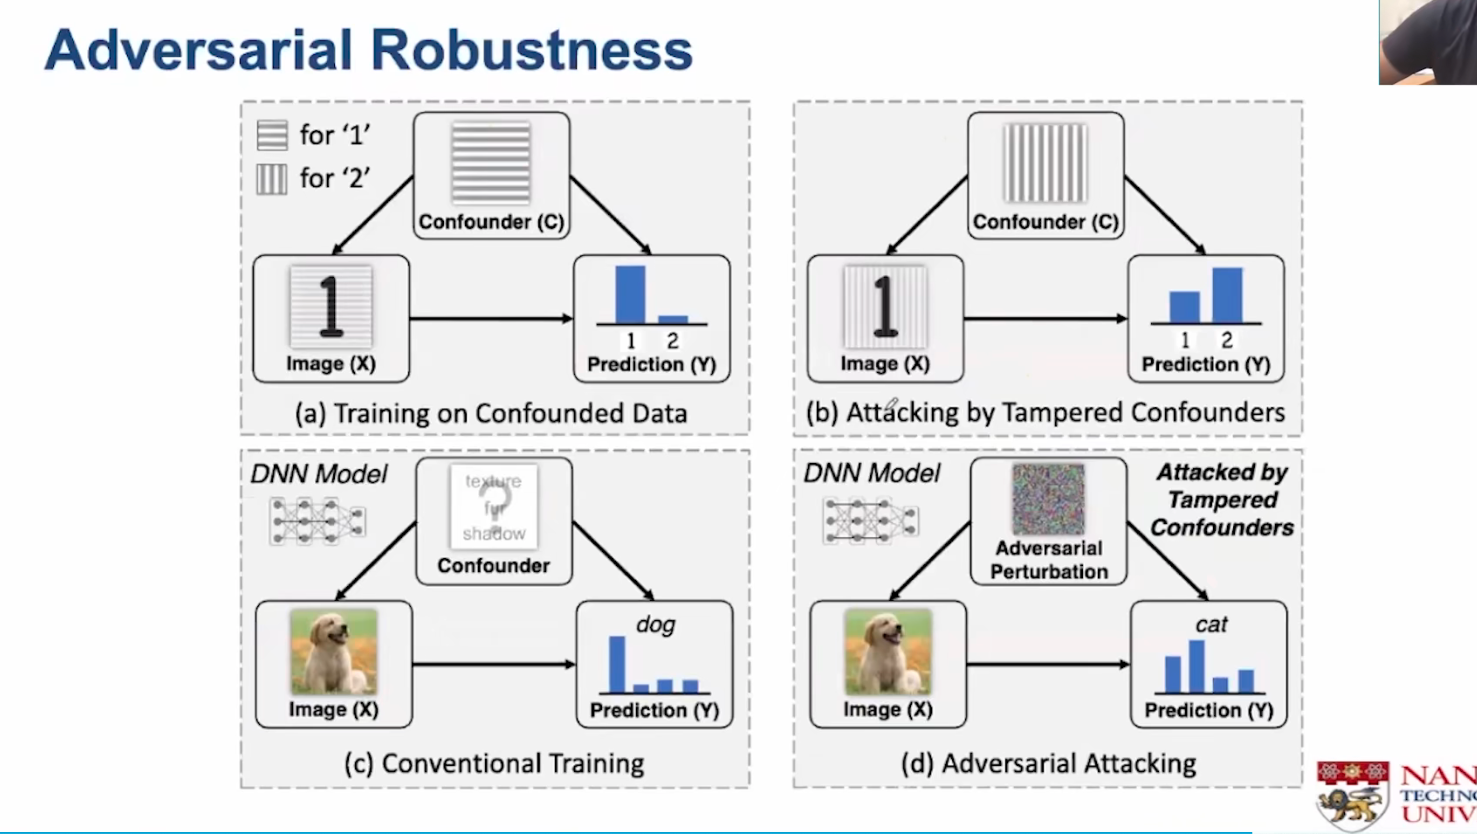 Adversarial Robustness
for '1'
for '2'
Confounder (C)
1
Image (X)
1 2
Prediction (Y)
(a) Training on Confounded Data
Confounder (C)
1
Image (X)
1 2
Prediction (Y)
(b) Attacking by Tampered Confounders
DNN Model
texture
?
fur
shadow
Confounder
Image (X)
dog
Prediction (Y)
(c) Conventional Training
DNN Model
Adversarial
Perturbation
Attacked by
Tampered
Confounders
Image (X)
cat
Prediction (Y)
(d) Adversarial Attacking
NAN
TECHNO
UNIV